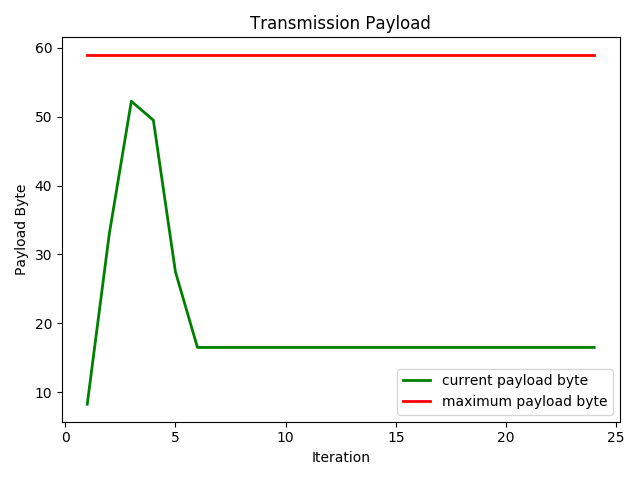 Transmission Payload
60
50
40
30
20
10
Payload Byte
current payload byte
maximum payload byte
0 5 10 15 20 25
Iteration